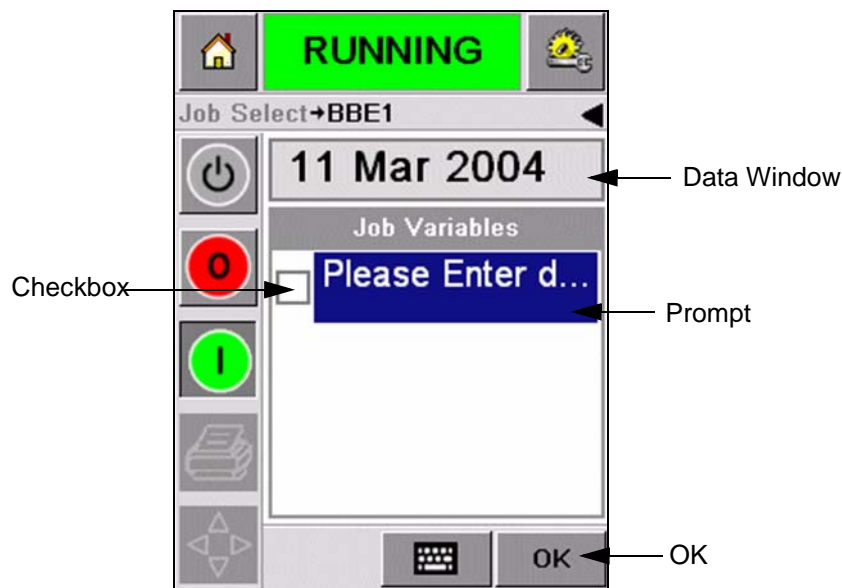 RUNNING
Job Select→BBE1
11 Mar 2004
Data Window
Job Variables
Checkbox
Please Enter d...
Prompt
O
I
OK
OK